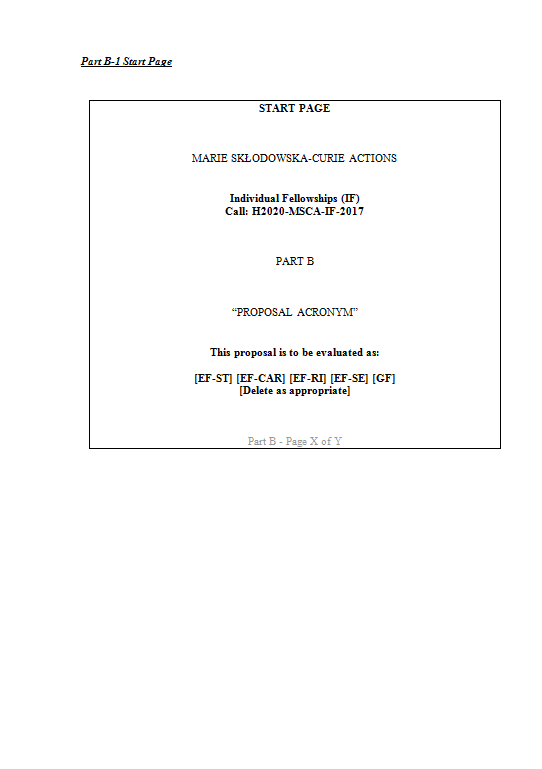 Part B-1 Start Page
START PAGE
MARIE SKŁODOWSKA-CURIE ACTIONS
Individual Fellowships (IF)
Call: H2020-MSCA-IF-2017
PART B
“PROPOSAL ACRONYM”
This proposal is to be evaluated as:
[EF-ST] [EF-CAR] [EF-RI] [EF-SE] [GF]
[Delete as appropriate]
Part B - Page X of Y